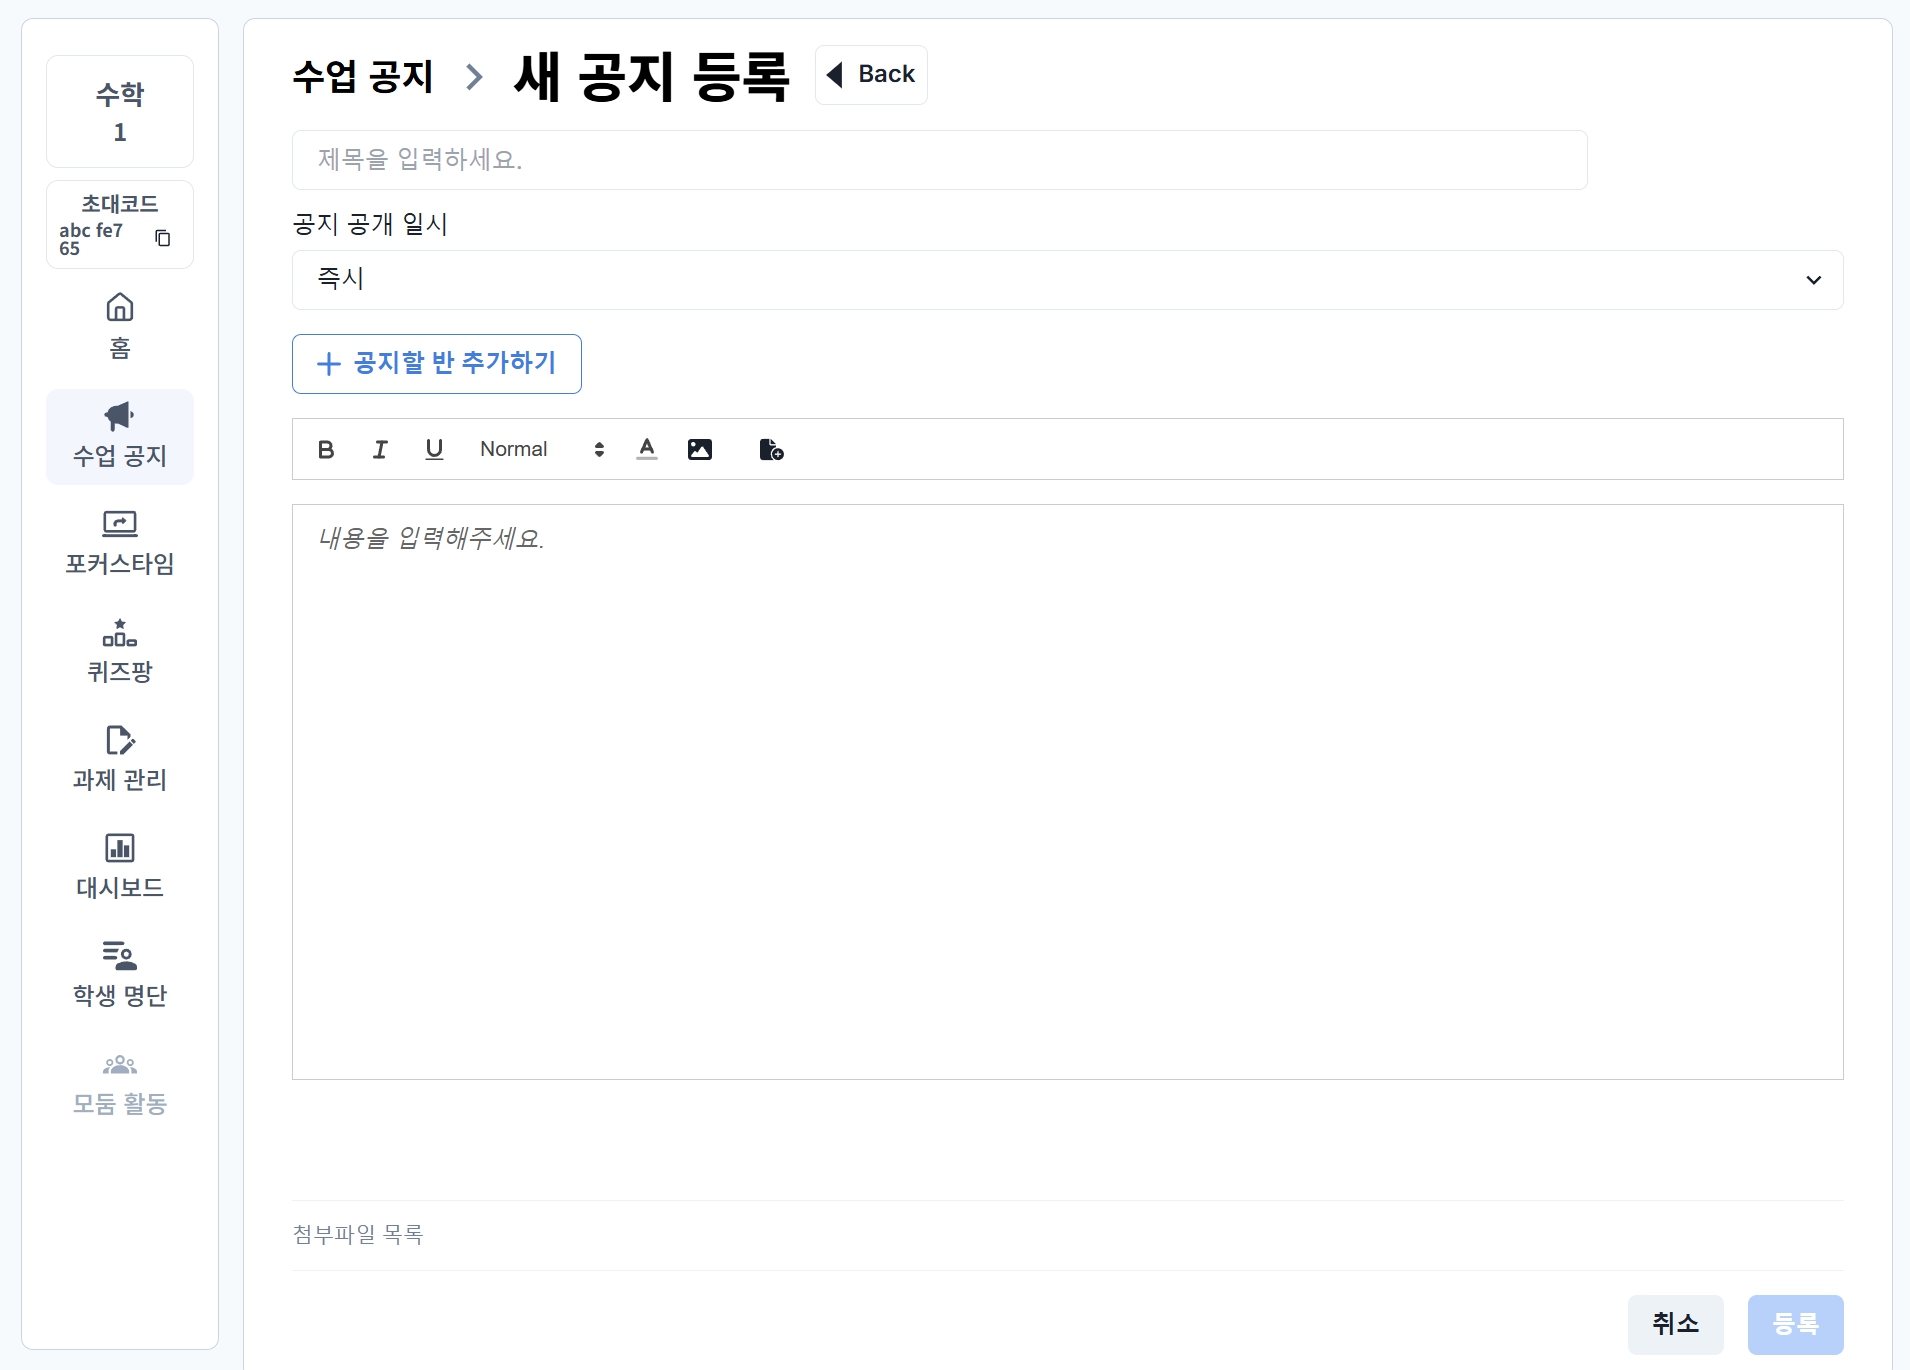 수학
1
초대코드
abc fe7
65
홈
수업 공지
포커스타임
퀴즈팡
과제 관리
대시보드
학생 명단
모둠 활동
수업 공지 > 새 공지 등록 Back
제목을 입력하세요.
공지 공개 일시
즉시
+ 공지할 반 추가하기
B I U Normal A
내용을 입력해주세요.
첨부파일 목록
취소 등록